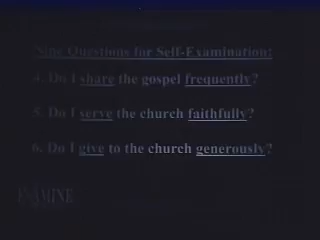 Nine Questions for Self-Examination:
4. Do I share the gospel frequently?
5. Do I serve the church faithfully?
6. Do I give to the church generously?
EXAMINE